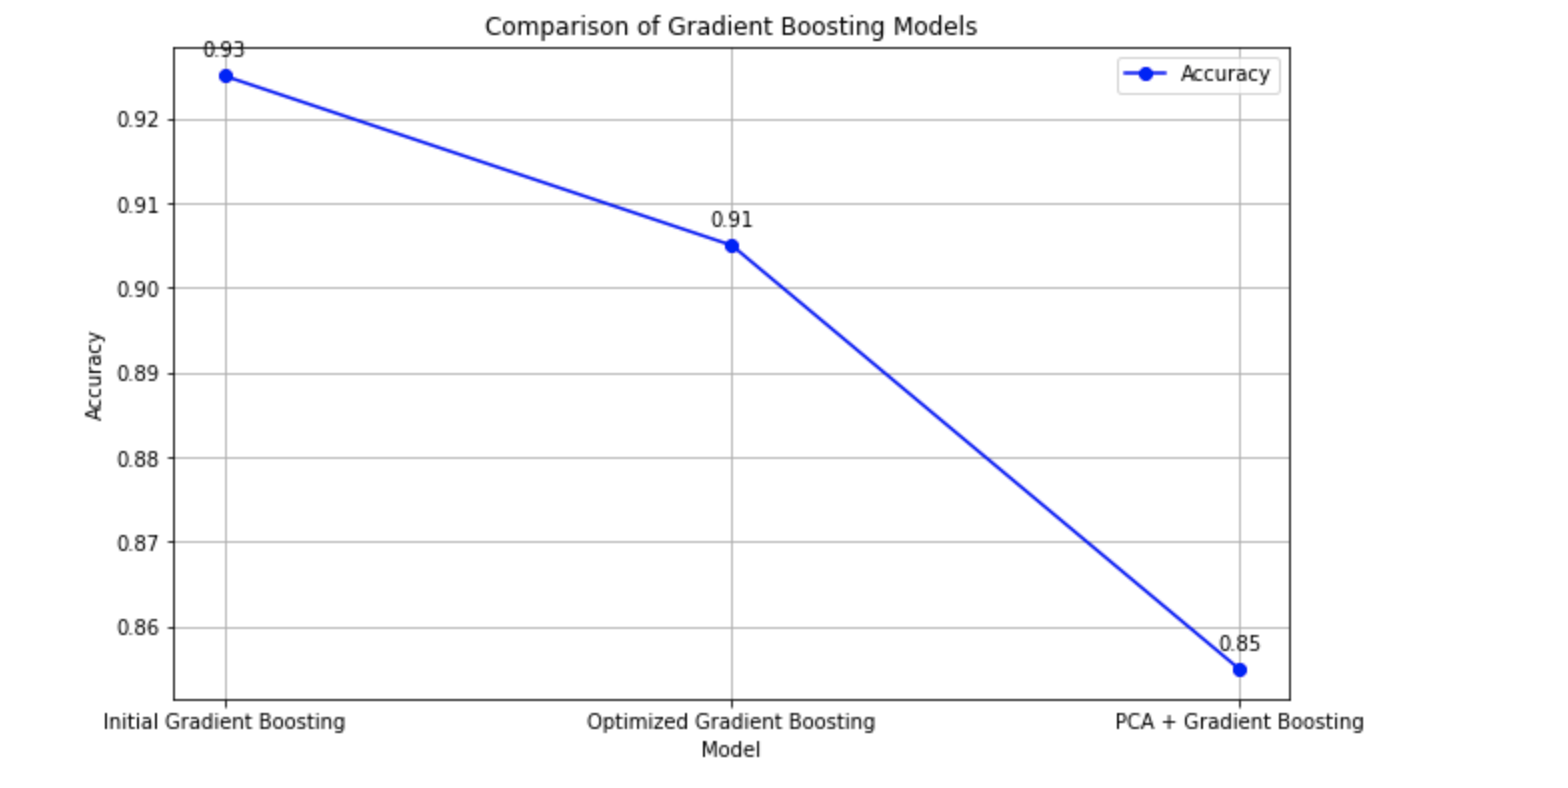 Comparison of Gradient Boosting Models
0.93
Accuracy
0.92
0.91
0.91
0.90
0.89
0.88
0.87
0.86
0.85
Accuracy
Initial Gradient Boosting
Optimized Gradient Boosting
PCA + Gradient Boosting
Model